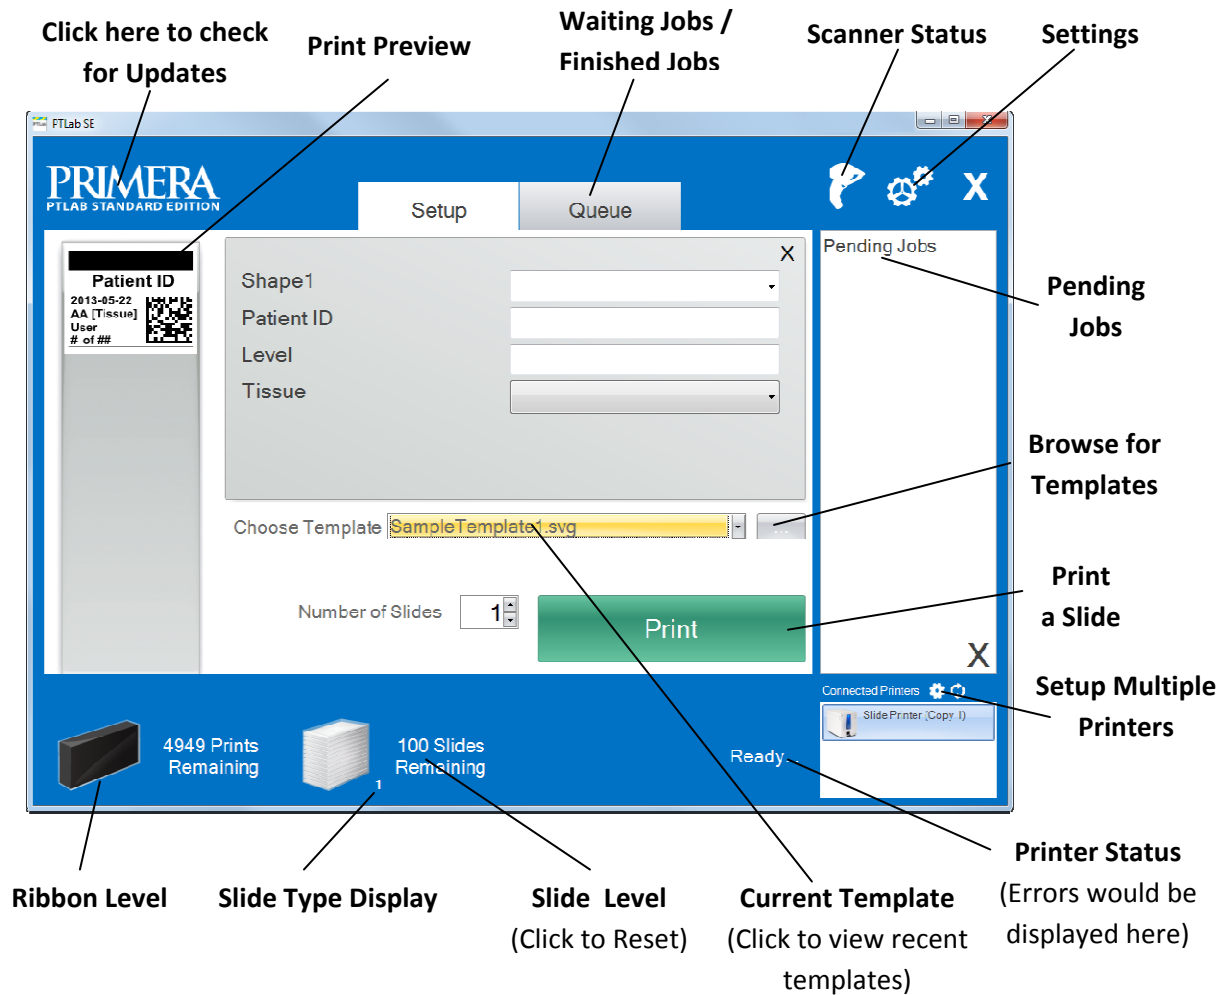 Click here to check
for Updates
Print Preview
Waiting Jobs /
Finished Jobs
Scanner Status
Settings
PTLab SE
PRIMERA
PTLAB STANDARD EDITION
Setup
Queue
X
Patient ID
2013-05-22
AA [Tissue]
User
# of ##
X
Shape1
Patient ID
Level
Tissue
Pending Jobs
Pending
Jobs
Choose Template
SampleTemplate1.svg
...
Browse for
Templates
Number of Slides
1
Print
Print
a Slide
X
Connected Printers
Slide Printer (Copy 1)
Setup Multiple
Printers
4949 Prints
Remaining
1
100 Slides
Remaining
Ready
Ribbon Level
Slide Type Display
Slide Level
(Click to Reset)
Current Template
(Click to view recent
templates)
Printer Status
(Errors would be
displayed here)